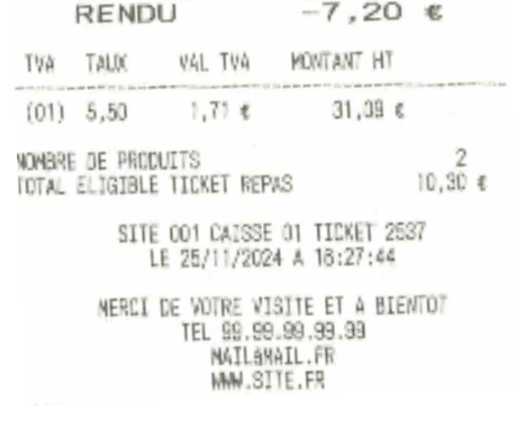 RENDU -7,20 €
TVA TAUX VAL TVA MONTANT HT
(01) 5,50 1,71 € 31,09 €
NOMBRE DE PRODUITS 2
TOTAL ELIGIBLE TICKET REPAS 10,30 €
SITE 001 CAISSE 01 TICKET 2537
LE 25/11/2024 A 18:27:44
MERCI DE VOTRE VISITE ET A BIENTOT
TEL 99.99.99.99.99
MAIL@MAIL.FR
WWW.SITE.FR